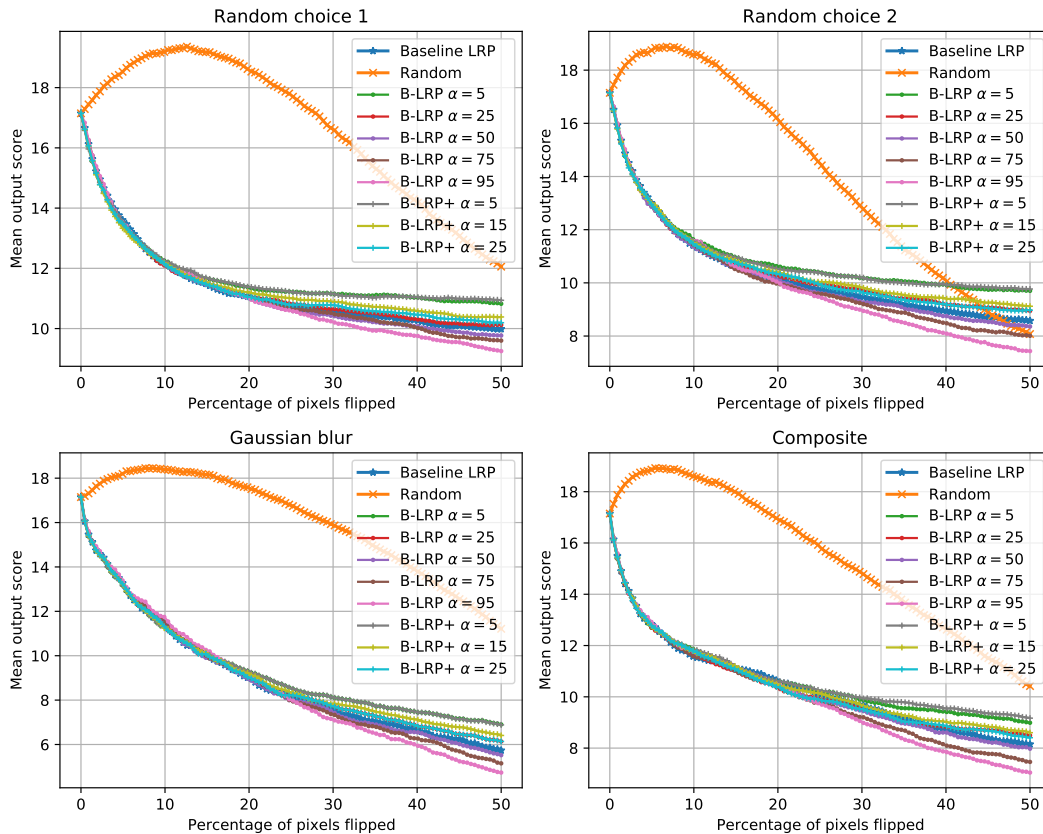 Random choice 1
Mean output score
18
16
14
12
10
0 10 20 30 40 50
Percentage of pixels flipped
Baseline LRP
Random
B-LRP α = 5
B-LRP α = 25
B-LRP α = 50
B-LRP α = 75
B-LRP α = 95
B-LRP+ α = 5
B-LRP+ α = 15
B-LRP+ α = 25
Random choice 2
Mean output score
18
16
14
12
10
8
0 10 20 30 40 50
Percentage of pixels flipped
Baseline LRP
Random
B-LRP α = 5
B-LRP α = 25
B-LRP α = 50
B-LRP α = 75
B-LRP α = 95
B-LRP+ α = 5
B-LRP+ α = 15
B-LRP+ α = 25
Gaussian blur
Mean output score
18
16
14
12
10
8
6
0 10 20 30 40 50
Percentage of pixels flipped
Baseline LRP
Random
B-LRP α = 5
B-LRP α = 25
B-LRP α = 50
B-LRP α = 75
B-LRP α = 95
B-LRP+ α = 5
B-LRP+ α = 15
B-LRP+ α = 25
Composite
Mean output score
18
16
14
12
10
8
0 10 20 30 40 50
Percentage of pixels flipped
Baseline LRP
Random
B-LRP α = 5
B-LRP α = 25
B-LRP α = 50
B-LRP α = 75
B-LRP α = 95
B-LRP+ α = 5
B-LRP+ α = 15
B-LRP+ α = 25